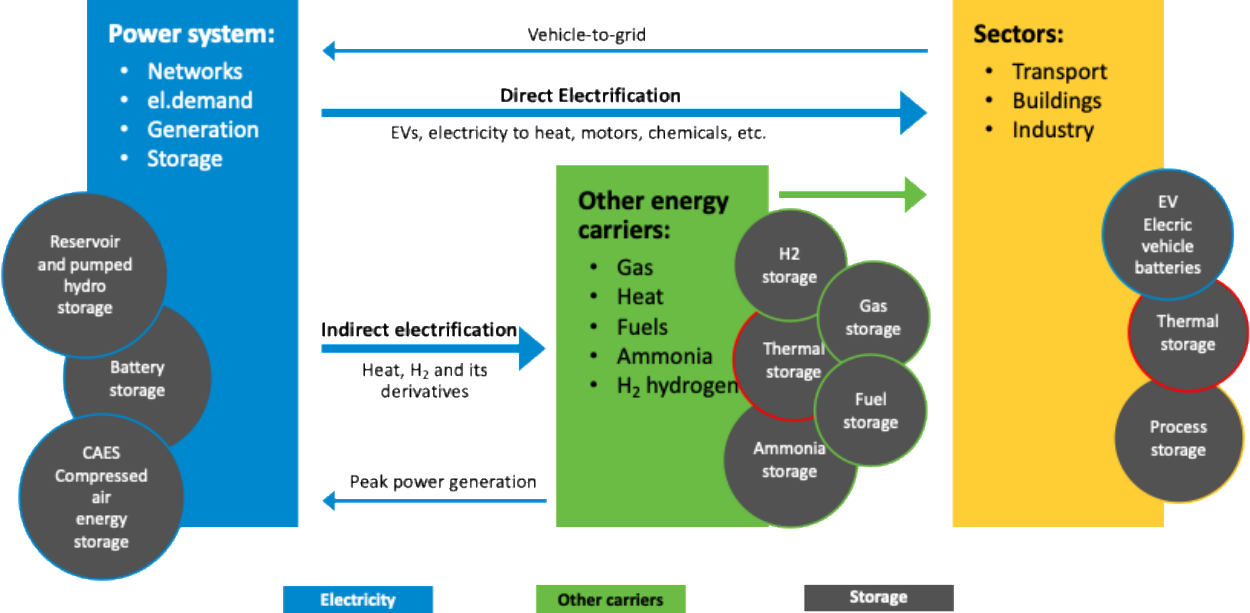 Power system:
• Networks
• el.demand
• Generation
• Storage
Reservoir
and pumped
hydro
storage
Battery
storage
CAES
Compressed
air
energy
storage
Vehicle-to-grid
Direct Electrification
EVs, electricity to heat, motors, chemicals, etc.
Indirect electrification
Heat, H₂ and its
derivatives
Peak power generation
Other energy
carriers:
• Gas
• Heat
• Fuels
• Ammonia
• H₂ hydrogen
H2
storage
Gas
storage
Thermal
storage
Fuel
storage
Ammonia
storage
Sectors:
• Transport
• Buildings
• Industry
EV
Elecric
vehicle
batteries
Thermal
storage
Process
storage
Electricity
Other carriers
Storage